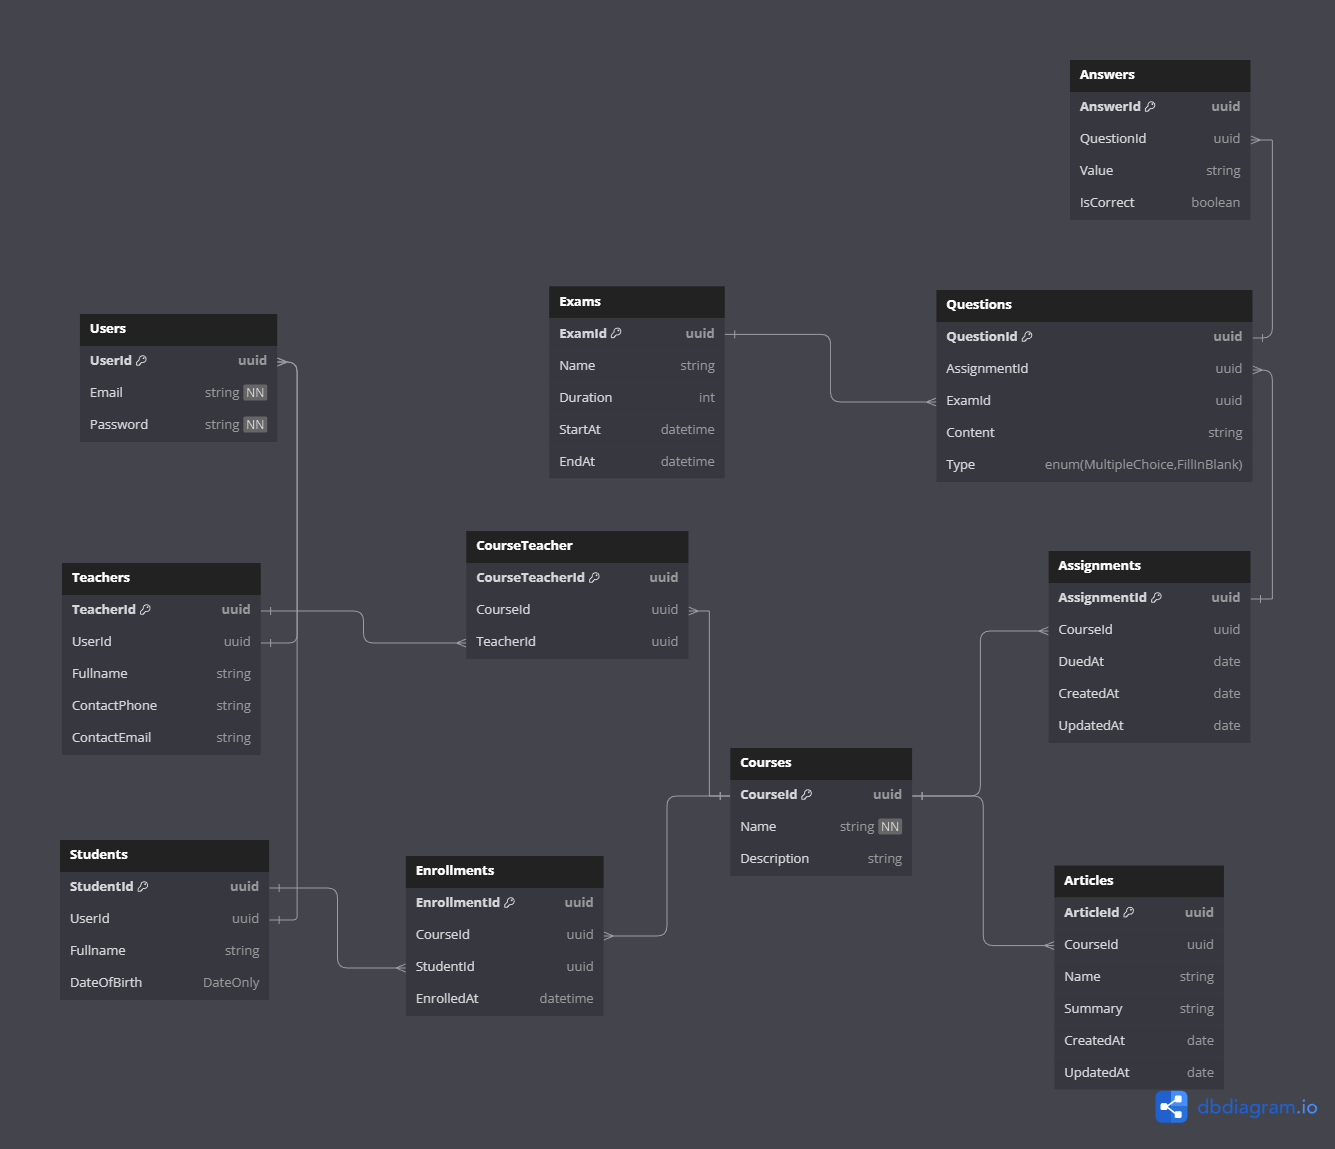 Answers
AnswerId uuid
QuestionId uuid
Value string
IsCorrect boolean
Exams
ExamId uuid
Name string
Duration int
StartAt datetime
EndAt datetime
Questions
QuestionId uuid
AssignmentId uuid
ExamId uuid
Content string
Type enum(MultipleChoice,FillInBlank)
Users
UserId uuid
Email string NN
Password string NN
CourseTeacher
CourseTeacherId uuid
CourseId uuid
TeacherId uuid
Assignments
AssignmentId uuid
CourseId uuid
DuedAt date
CreatedAt date
UpdatedAt date
Teachers
TeacherId uuid
UserId uuid
Fullname string
ContactPhone string
ContactEmail string
Courses
CourseId uuid
Name string NN
Description string
Students
StudentId uuid
UserId uuid
Fullname string
DateOfBirth DateOnly
Enrollments
EnrollmentId uuid
CourseId uuid
StudentId uuid
EnrolledAt datetime
Articles
ArticleId uuid
CourseId uuid
Name string
Summary string
CreatedAt date
UpdatedAt date
dbdiagram.io